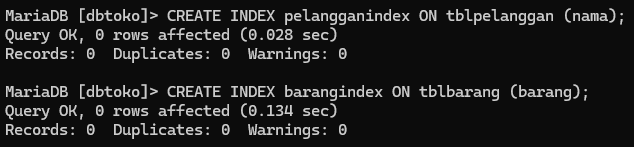 MariaDB [dbtoko]> CREATE INDEX pelangganindex ON tblpelanggan (nama);
Query OK, 0 rows affected (0.028 sec)
Records: 0  Duplicates: 0  Warnings: 0
MariaDB [dbtoko]> CREATE INDEX barangindex ON tblbarang (barang);
Query OK, 0 rows affected (0.134 sec)
Records: 0  Duplicates: 0  Warnings: 0